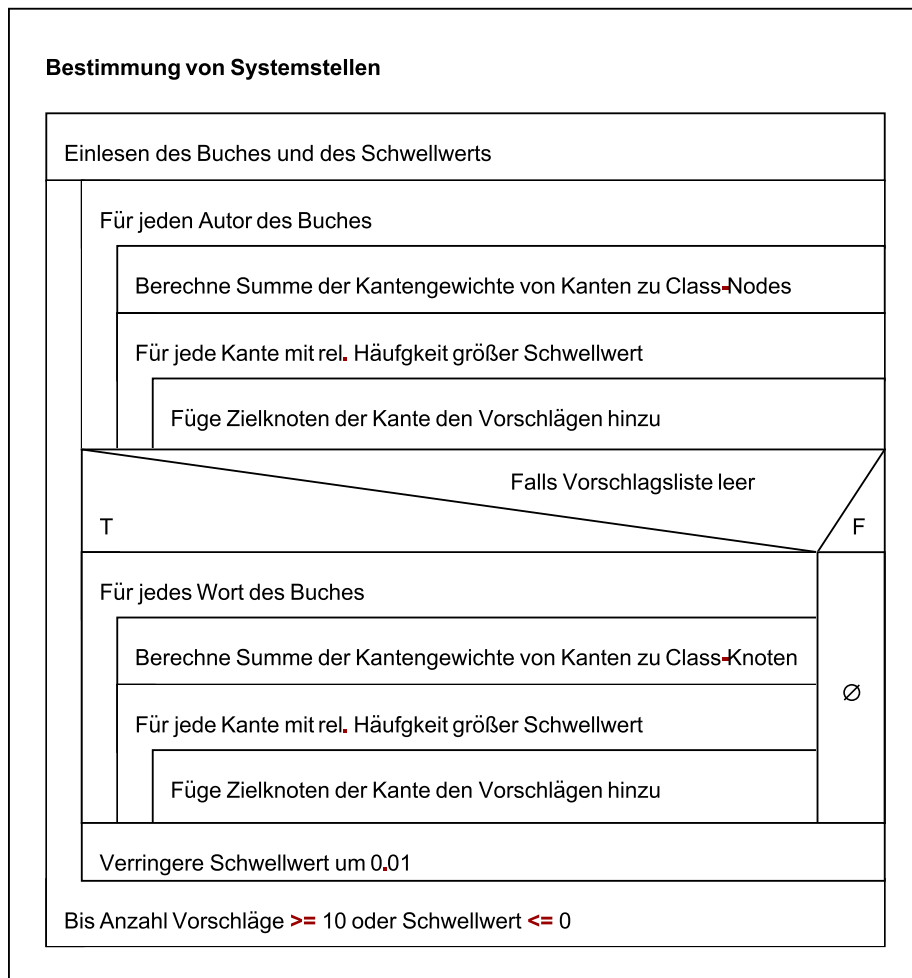 Bestimmung von Systemstellen
Einlesen des Buches und des Schwellwerts
Für jeden Autor des Buches
Berechne Summe der Kantengewichte von Kanten zu Class-Nodes
Für jede Kante mit rel. Häufgkeit größer Schwellwert
Füge Zielknoten der Kante den Vorschlägen hinzu
Falls Vorschlagsliste leer
T F
Für jedes Wort des Buches
Berechne Summe der Kantengewichte von Kanten zu Class-Knoten
∅
Für jede Kante mit rel. Häufgkeit größer Schwellwert
Füge Zielknoten der Kante den Vorschlägen hinzu
Verringere Schwellwert um 0.01
Bis Anzahl Vorschläge >= 10 oder Schwellwert <= 0